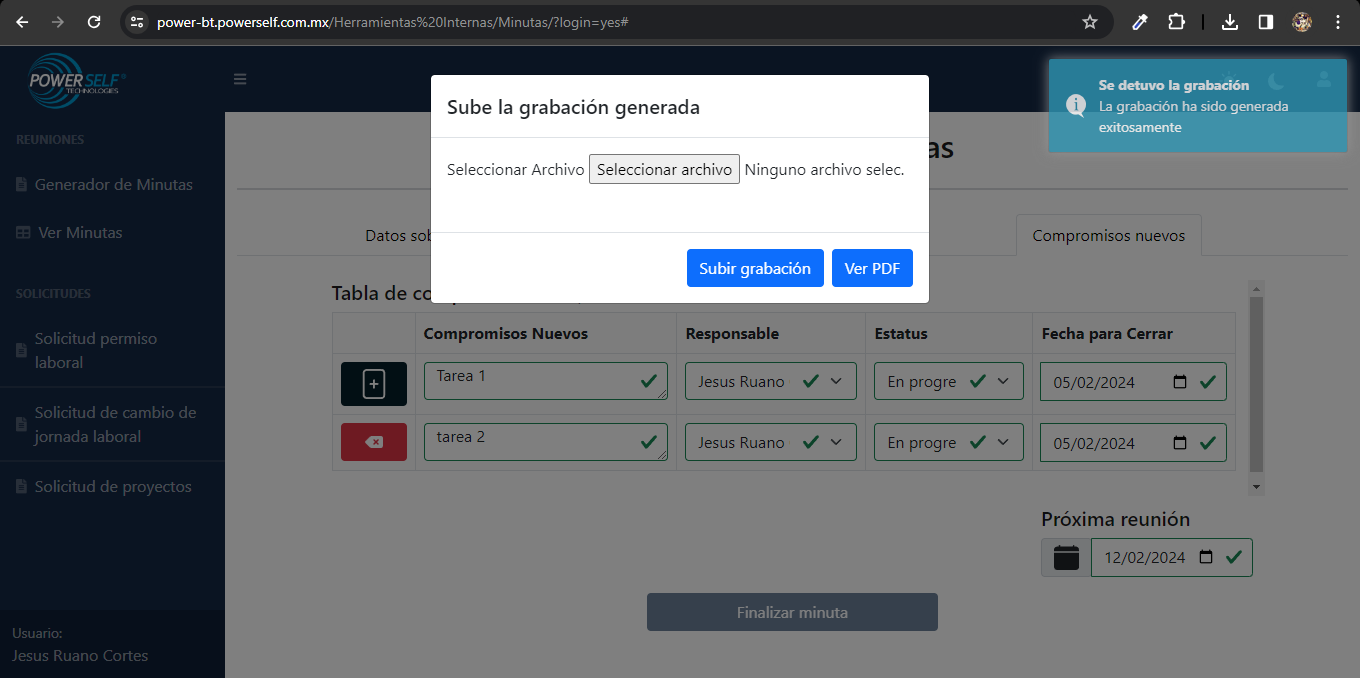 power-bt.powerself.com.mx/Herramientas%20Internas/Minutas/?login=yes#
POWERSELF®
TECHNOLOGIES
REUNIONES
Generador de Minutas
Ver Minutas
SOLICITUDES
Solicitud permiso
laboral
Solicitud de cambio de
jornada laboral
Solicitud de proyectos
Usuario:
Jesus Ruano Cortes
Sube la grabación generada
Seleccionar Archivo Seleccionar archivo Ninguno archivo selec.
Subir grabación Ver PDF
Se detuvo la grabación
La grabación ha sido generada
exitosamente
as
Datos sob
Compromisos nuevos
Tabla de co
Compromisos Nuevos Responsable Estatus Fecha para Cerrar
Tarea 1 Jesus Ruano En progre 05/02/2024
tarea 2 Jesus Ruano En progre 05/02/2024
Próxima reunión
12/02/2024
Finalizar minuta